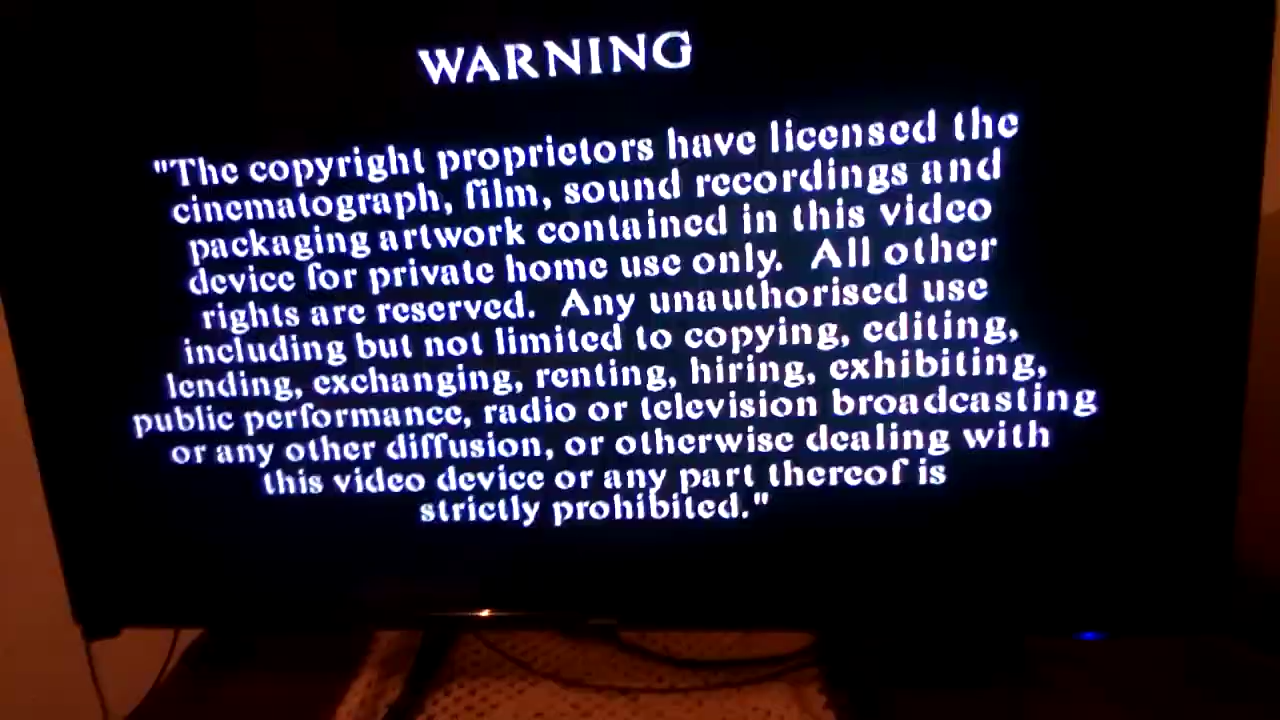 WARNING
"The copyright proprietors have licensed the
cinematograph, film, sound recordings and
packaging artwork contained in this video
device for private home use only. All other
rights are reserved. Any unauthorised use
including but not limited to copying, editing,
lending, exchanging, renting, hiring, exhibiting,
public performance, radio or television broadcasting
or any other diffusion, or otherwise dealing with
this video device or any part thereof is
strictly prohibited."